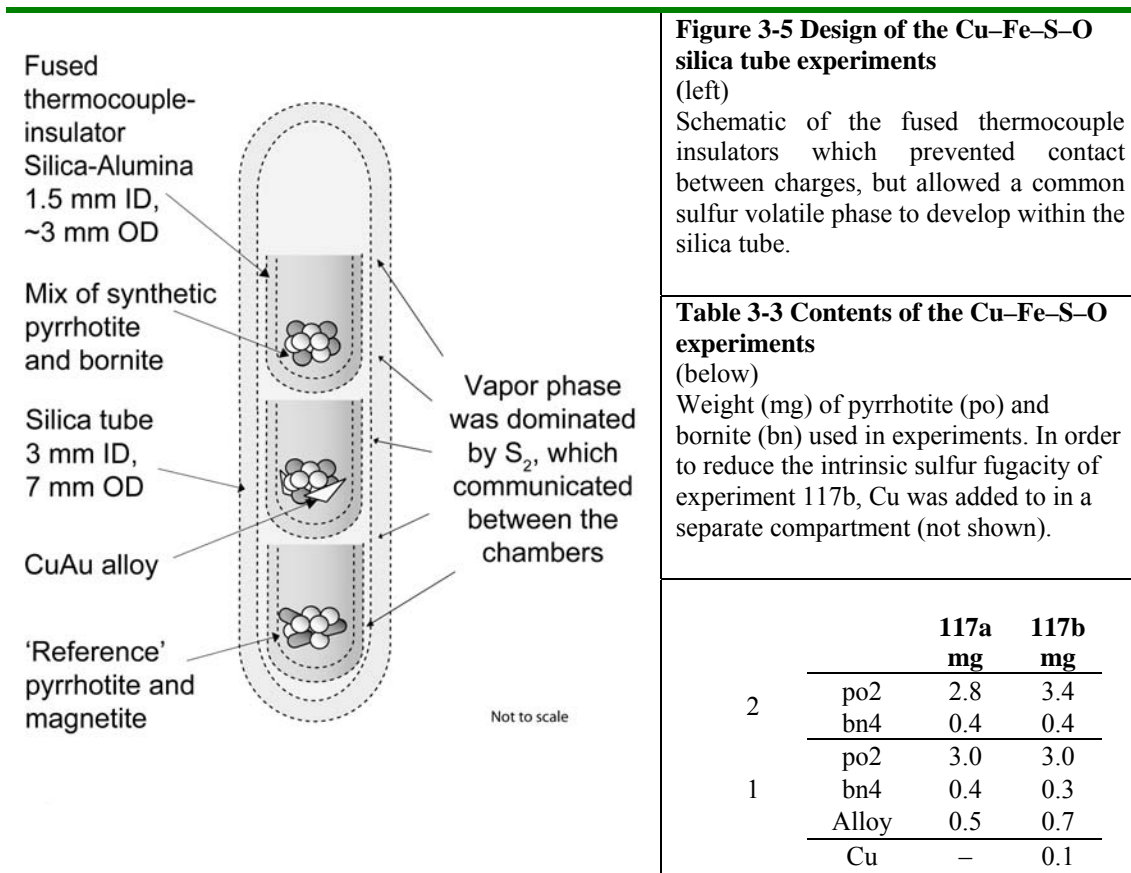 Fused
thermocouple-
insulator
Silica-Alumina
1.5 mm ID,
~3 mm OD
Mix of synthetic
pyrrhotite
and bornite
Silica tube
3 mm ID,
7 mm OD
CuAu alloy
'Reference'
pyrrhotite and
magnetite
Vapor phase
was dominated
by S₂, which
communicated
between the
chambers
Not to scale
Figure 3-5 Design of the Cu–Fe–S–O
silica tube experiments
(left)
Schematic of the fused thermocouple
insulators which prevented contact
between charges, but allowed a common
sulfur volatile phase to develop within the
silica tube.
Table 3-3 Contents of the Cu–Fe–S–O
experiments
(below)
Weight (mg) of pyrrhotite (po) and
bornite (bn) used in experiments. In order
to reduce the intrinsic sulfur fugacity of
experiment 117b, Cu was added to in a
separate compartment (not shown).
117a 117b
mg mg
2 po2 2.8 3.4
bn4 0.4 0.4
po2 3.0 3.0
1 bn4 0.4 0.3
Alloy 0.5 0.7
Cu – 0.1